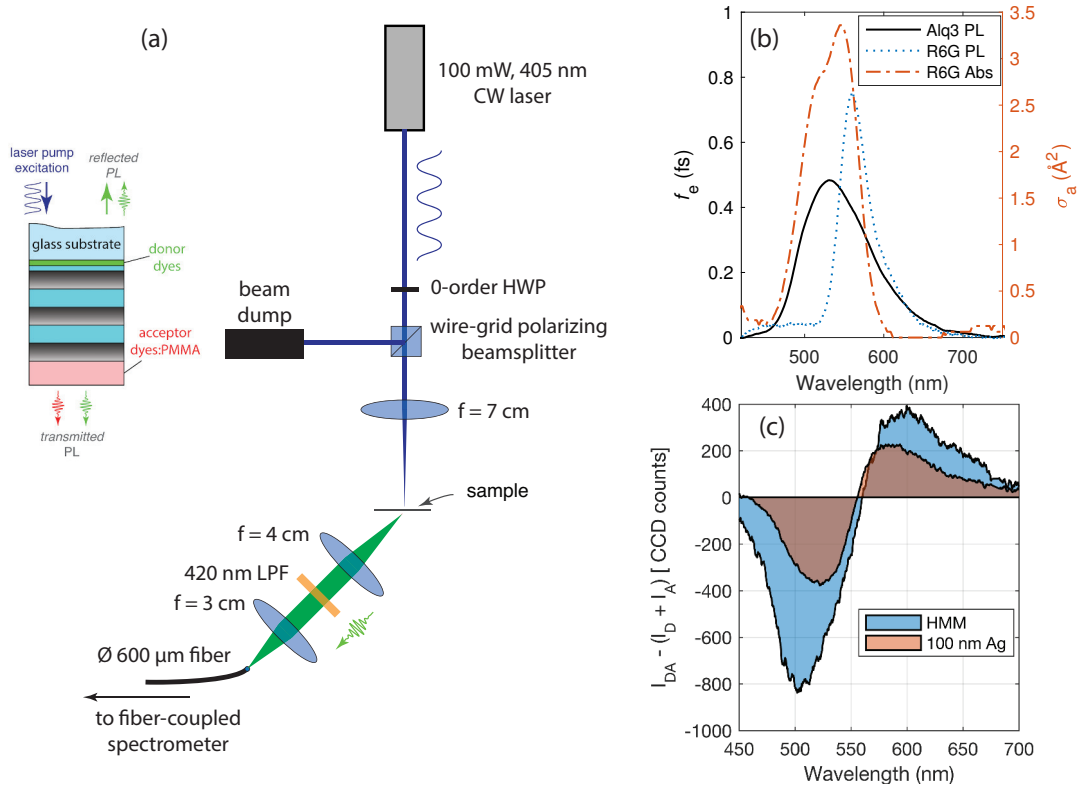 (a)
100 mW, 405 nm
CW laser
laser pump
excitation
reflected
PL
glass substrate
donor
dyes
acceptor
dyes:PMMA
transmitted
PL
0-order HWP
beam
dump
wire-grid polarizing
beamsplitter
f = 7 cm
sample
f = 4 cm
420 nm LPF
f = 3 cm
Ø 600 µm fiber
to fiber-coupled
spectrometer
(b)
Alq3 PL
R6G PL
R6G Abs
1
0.8
0.6
0.4
0.2
0
f_e (fs)
3.5
3
2.5
2
1.5
1
0.5
0
σ_a (Å²)
500 600 700
Wavelength (nm)
(c)
400
200
0
-200
-400
-600
-800
-1000
I_DA - (I_D + I_A) [ CCD counts]
HMM
100 nm Ag
450 500 550 600 650 700
Wavelength (nm)